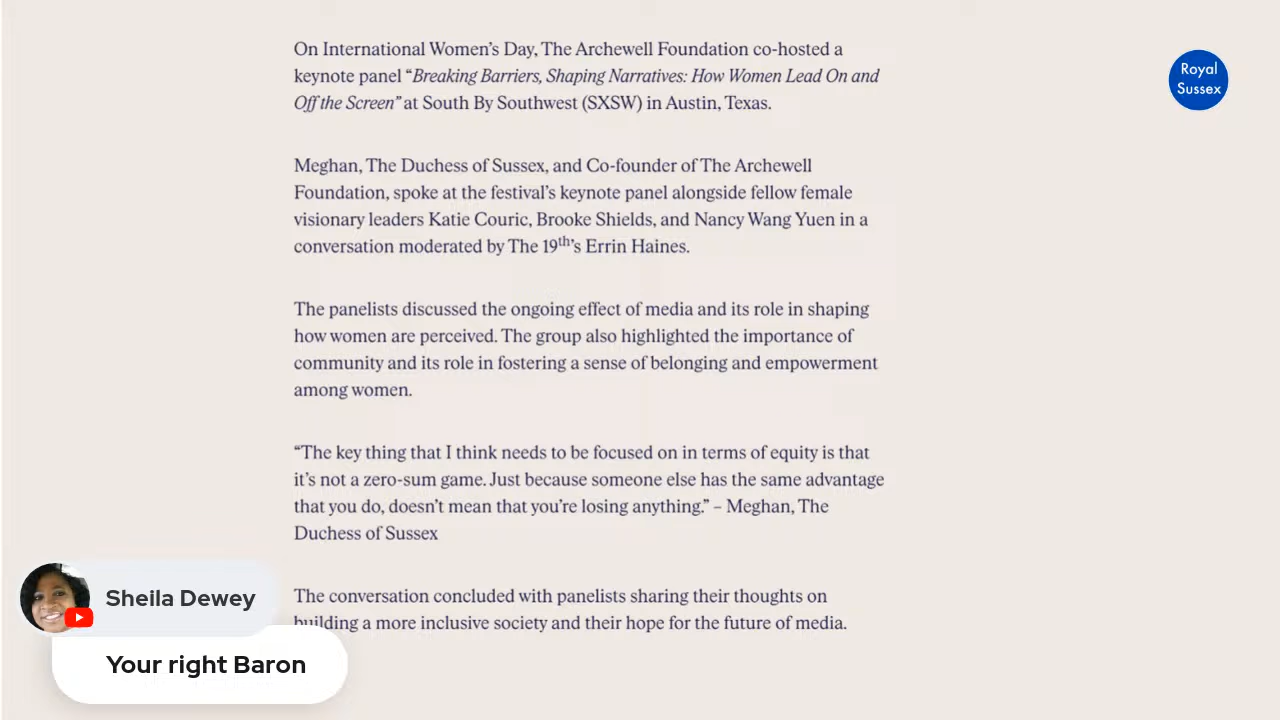 On International Women’s Day, The Archewell Foundation co-hosted a
keynote panel “Breaking Barriers, Shaping Narratives: How Women Lead On and
Off the Screen” at South By Southwest (SXSW) in Austin, Texas.
Royal
Sussex
Meghan, The Duchess of Sussex, and Co-founder of The Archewell
Foundation, spoke at the festival’s keynote panel alongside fellow female
visionary leaders Katie Couric, Brooke Shields, and Nancy Wang Yuen in a
conversation moderated by The 19th’s Errin Haines.
The panelists discussed the ongoing effect of media and its role in shaping
how women are perceived. The group also highlighted the importance of
community and its role in fostering a sense of belonging and empowerment
among women.
“The key thing that I think needs to be focused on in terms of equity is that
it’s not a zero-sum game. Just because someone else has the same advantage
that you do, doesn’t mean that you’re losing anything.” – Meghan, The
Duchess of Sussex
The conversation concluded with panelists sharing their thoughts on
building a more inclusive society and their hope for the future of media.
Sheila Dewey
Your right Baron